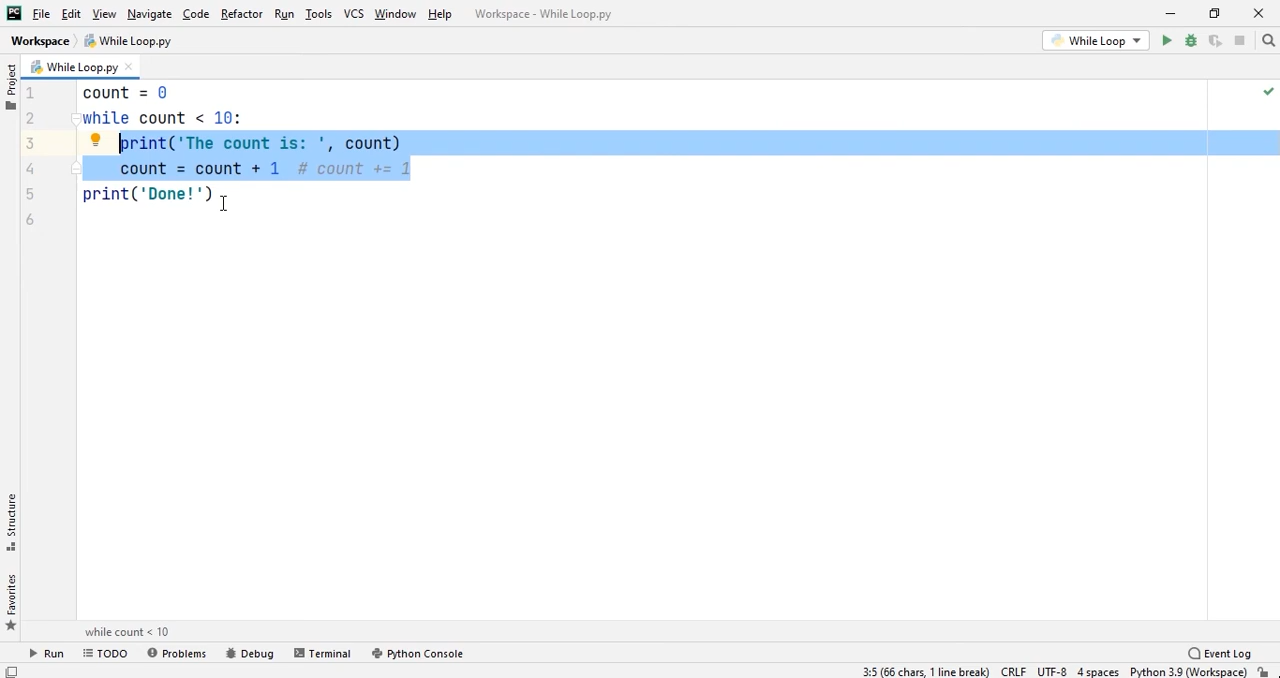 PC File Edit View Navigate Code Refactor Run Tools VCS Window Help Workspace - While Loop.py
Workspace While Loop.py While Loop
Project
While Loop.py
1 count = 0
2 while count < 10:
3 print('The count is: ', count)
4 count = count + 1 # count += 1
5 print('Done!')
6
Structure
Favorites
while count < 10
Run TODO Problems Debug Terminal Python Console Event Log
3:5 (66 chars, 1 line break) CRLF UTF-8 4 spaces Python 3.9 (Workspace)